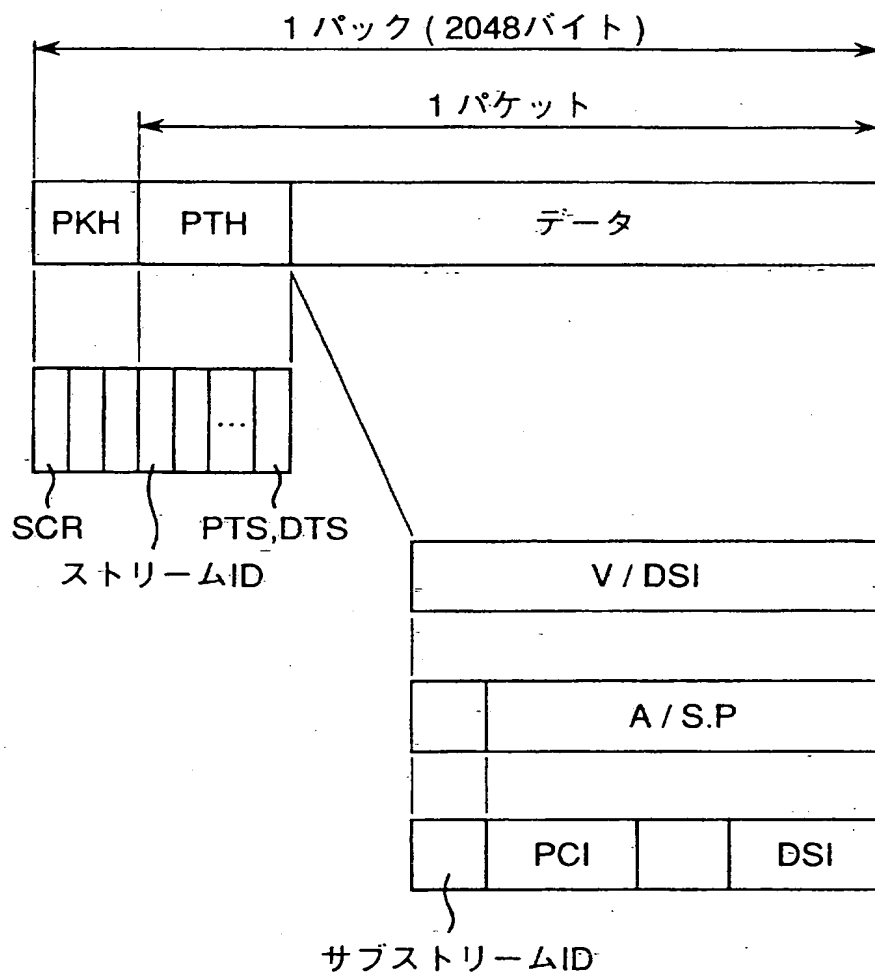 1 パック ( 2048バイト )
1 パケット
PKH PTH データ
...
SCR PTS,DTS
ストリームID
V / DSI
A / S.P
PCI DSI
サブストリームID